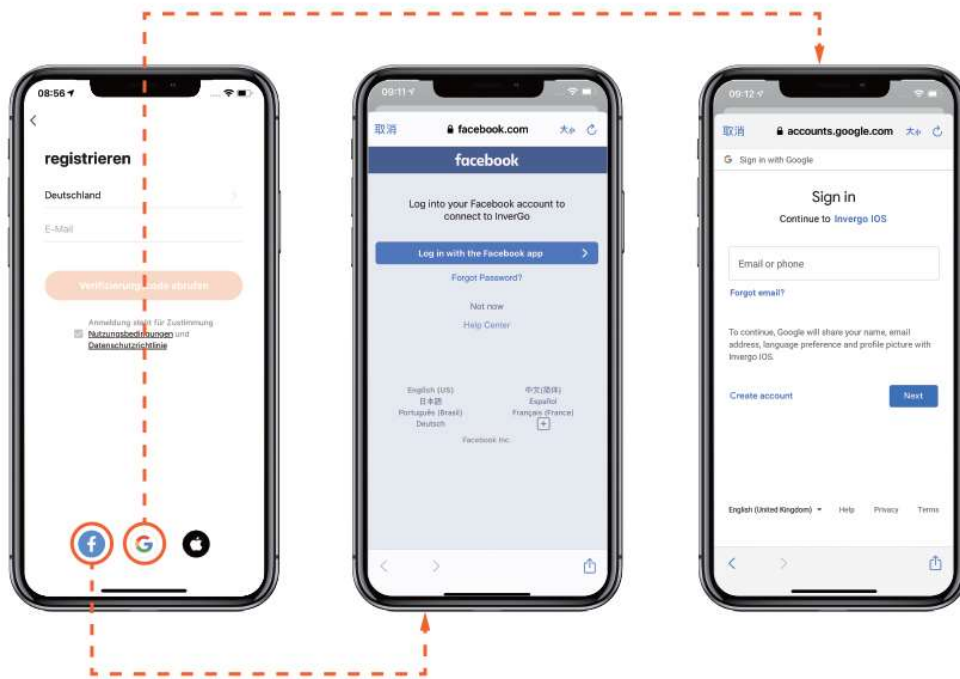 08:56
registrieren
Deutschland
E-Mail
Verifizierungscode abrufen
Anmeldung steht für Zustimmung
Nutzungsbedingungen und
Datenschutzrichtlinie
09:11
取消
facebook.com
大小
facebook
Log into your Facebook account to
connect to InverGo
Log in with the Facebook app
Forgot Password?
Not now
Help Center
English (US)
中文(简体)
日本語
Español
Português (Brasil)
Français (France)
Deutsch
Facebook Inc.
09:12
取消
accounts.google.com
大小
G Sign in with Google
Sign in
Continue to Invergo IOS
Email or phone
Forgot email?
To continue, Google will share your name, email
address, language preference and profile picture with
Invergo IOS.
Create account
Next
English (United Kingdom)
Help
Privacy
Terms